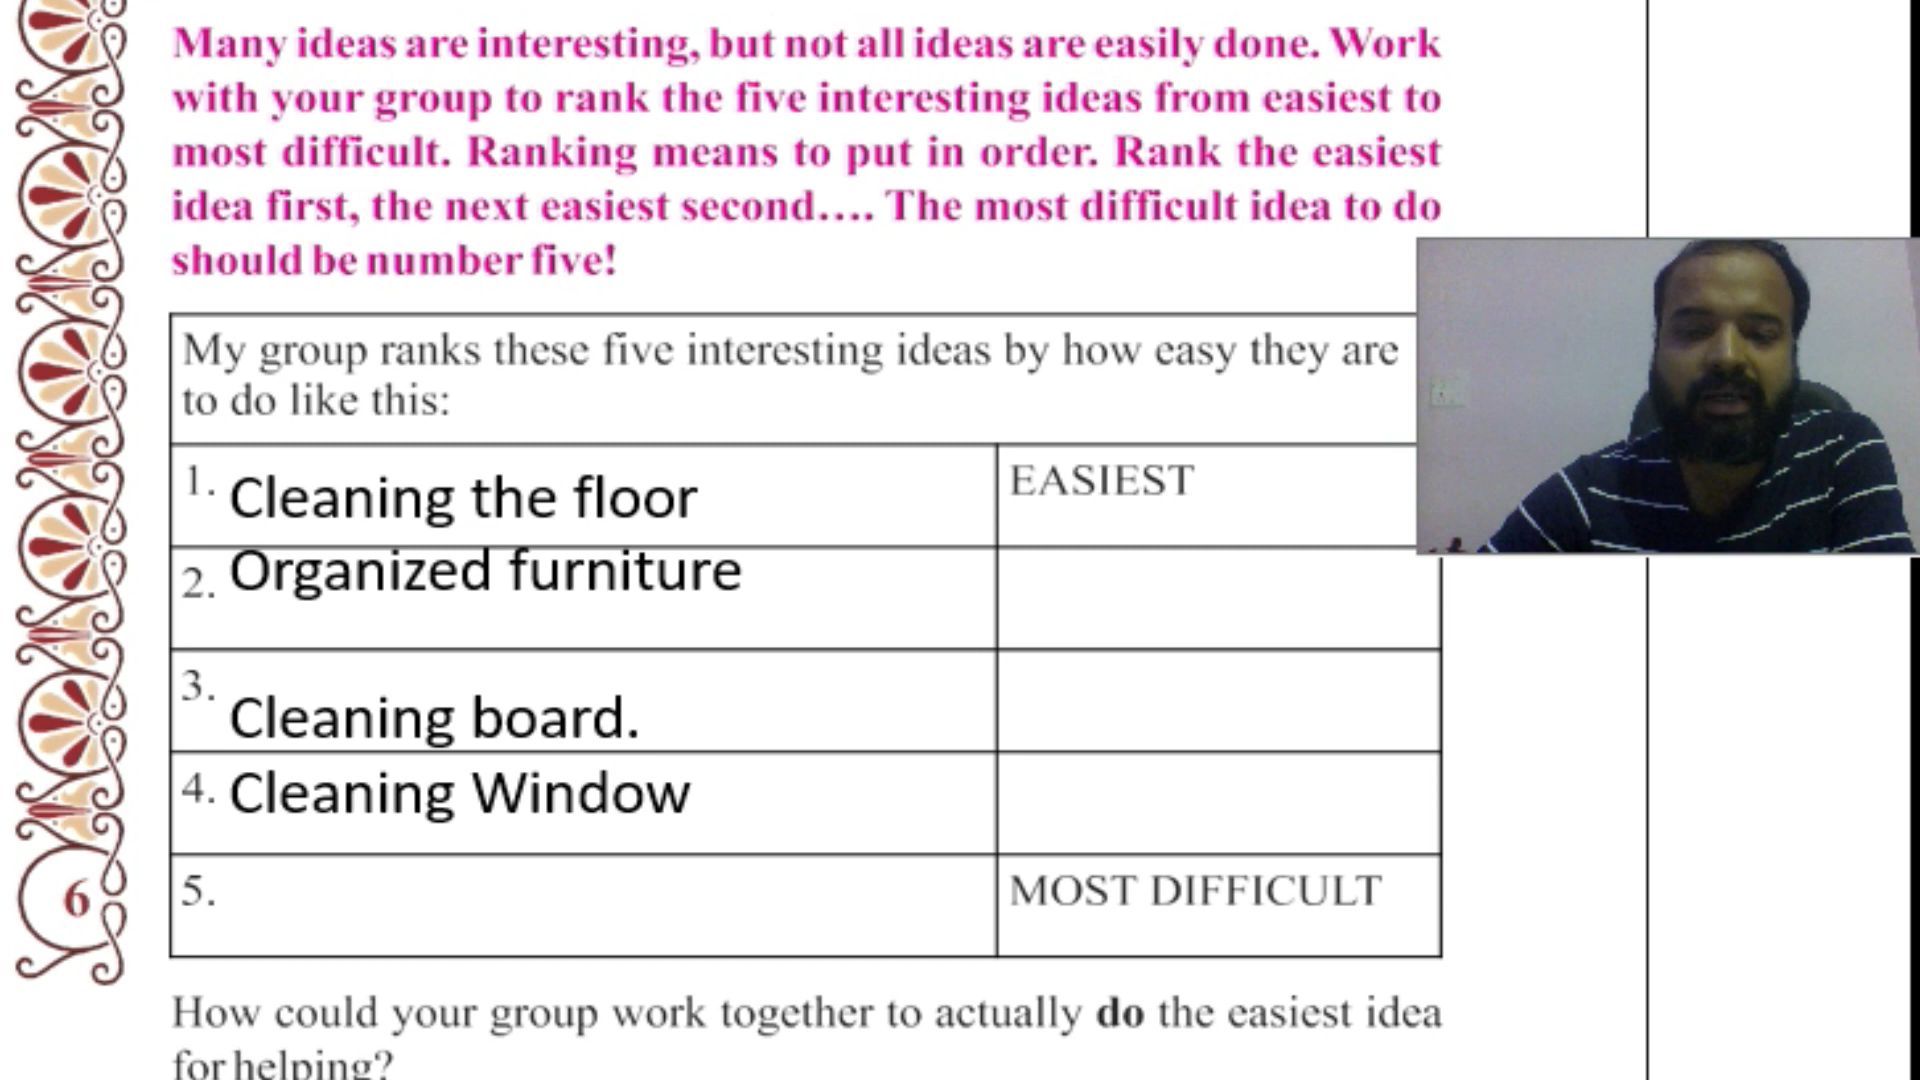 Many ideas are interesting, but not all ideas are easily done. Work
with your group to rank the five interesting ideas from easiest to
most difficult. Ranking means to put in order. Rank the easiest
idea first, the next easiest second.... The most difficult idea to do
should be number five!
My group ranks these five interesting ideas by how easy they are
to do like this:
1. Cleaning the floor
EASIEST
2. Organized furniture
3. Cleaning board.
4. Cleaning Window
5.
MOST DIFFICULT
6
How could your group work together to actually do the easiest idea
for helping?